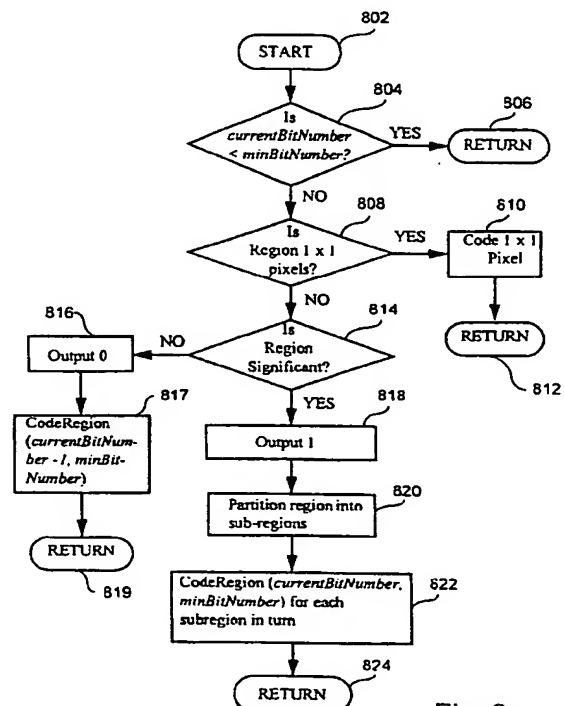 802
START
804
Is
currentBitNumber
< minBitNumber?
YES
806
RETURN
NO
808
Is
Region 1 x 1
pixels?
YES
810
Code 1 x 1
Pixel
NO
RETURN
812
814
Is
Region
Significant?
NO
816
Output 0
YES
817
CodeRegion
(currentBitNum-
ber -1, minBit-
Number)
RETURN
819
818
Output 1
820
Partition region into
sub-regions
CodeRegion (currentBitNumber,
minBitNumber) for each
subregion in turn
822
824
RETURN